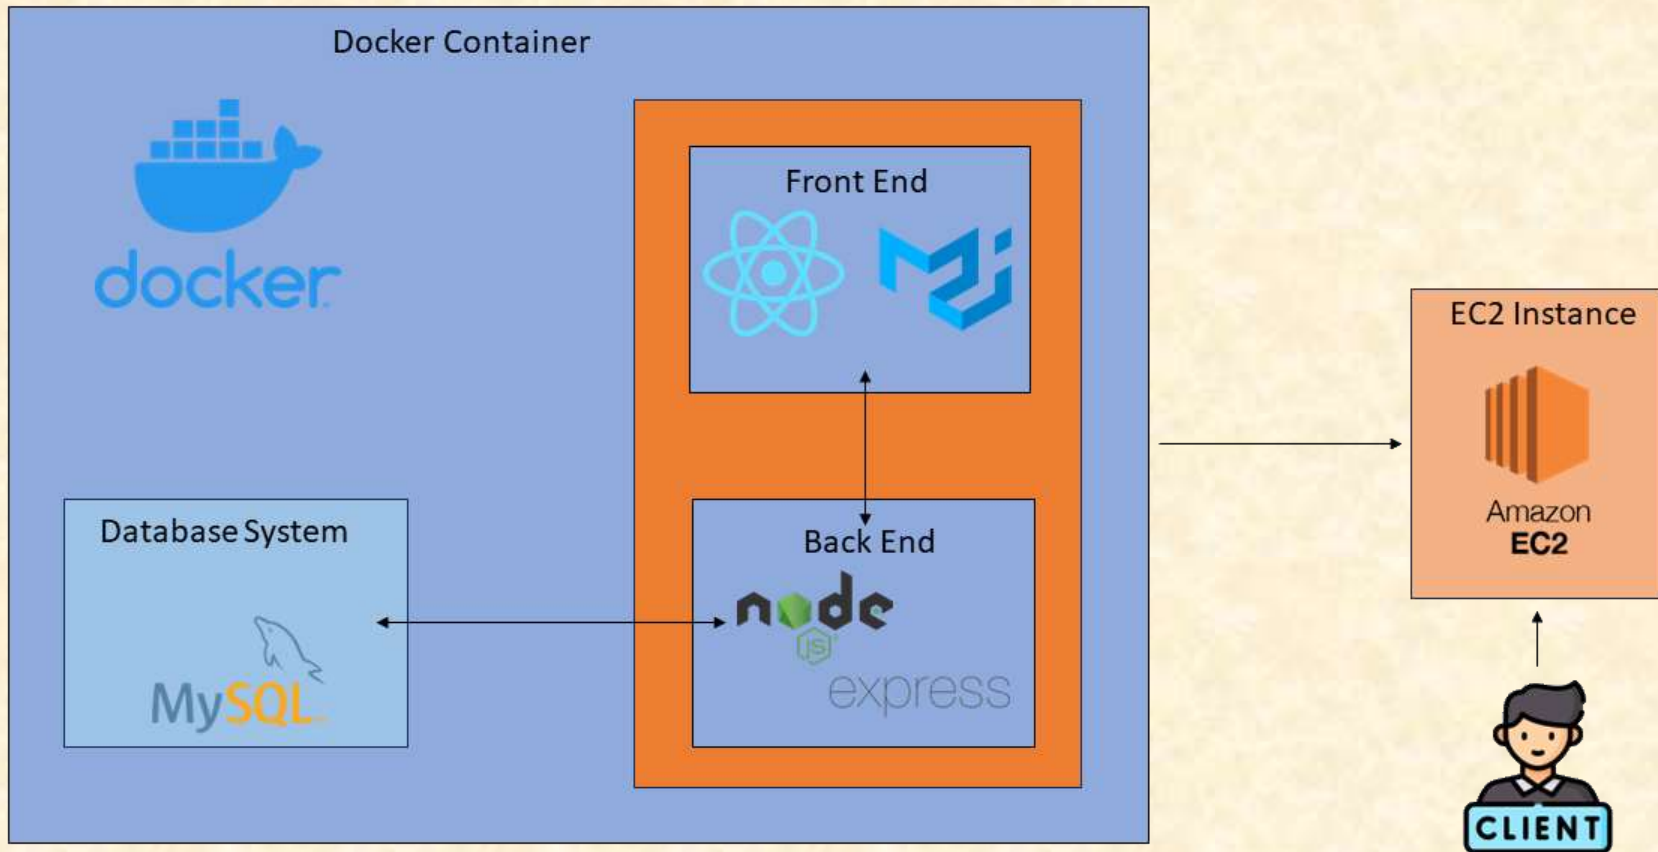 Docker Container
docker
Front End
Database System
MySQL
Back End
node
js
express
EC2 Instance
Amazon
EC2
CLIENT